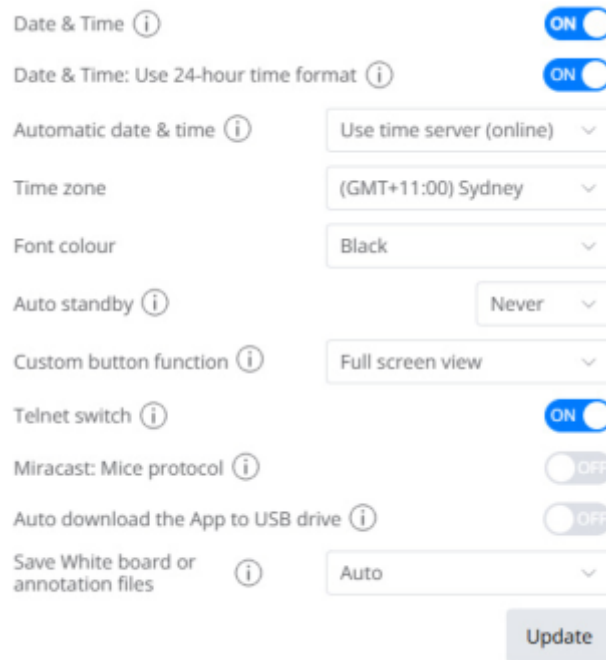 Date & Time ON
Date & Time: Use 24-hour time format ON
Automatic date & time Use time server (online)
Time zone (GMT+11:00) Sydney
Font colour Black
Auto standby Never
Custom button function Full screen view
Telnet switch ON
Miracast: Mice protocol OFF
Auto download the App to USB drive OFF
Save White board or
annotation files Auto
Update